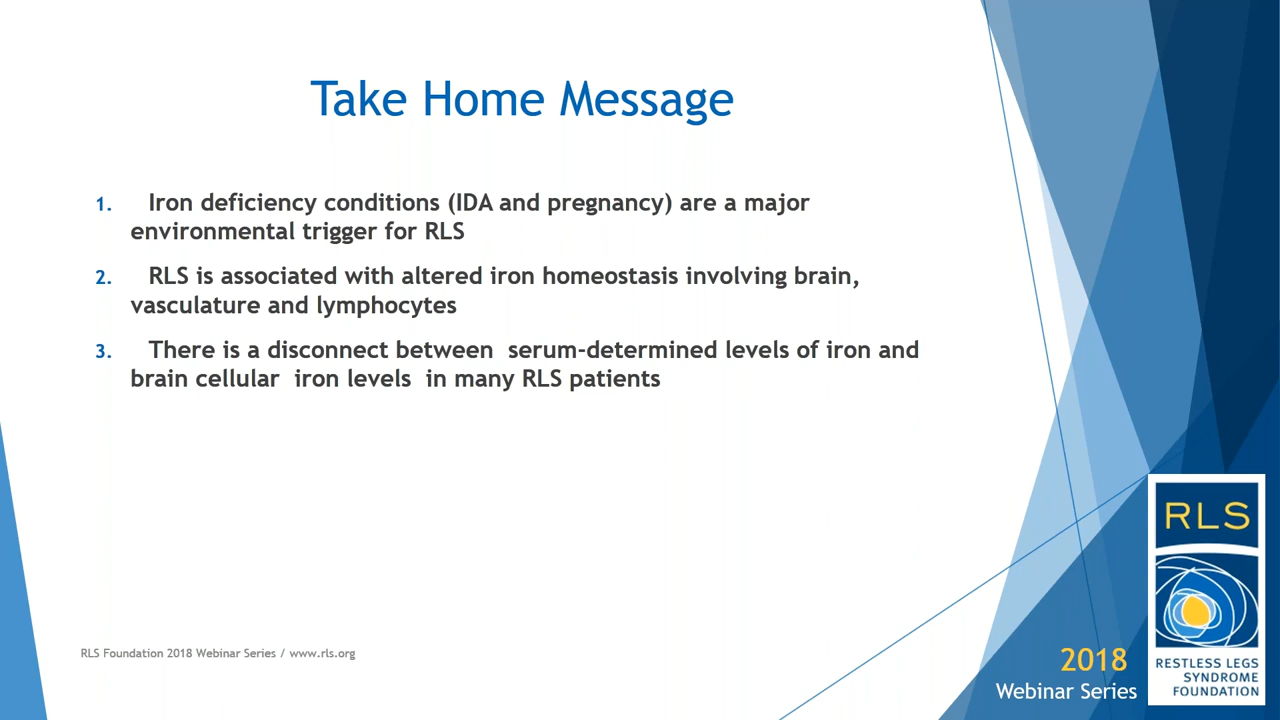 Take Home Message
1. Iron deficiency conditions (IDA and pregnancy) are a major
environmental trigger for RLS
2. RLS is associated with altered iron homeostasis involving brain,
vasculature and lymphocytes
3. There is a disconnect between serum-determined levels of iron and
brain cellular iron levels in many RLS patients
RLS Foundation 2018 Webinar Series / www.rls.org
2018
Webinar Series
RLS
RESTLESS LEGS
SYNDROME
FOUNDATION